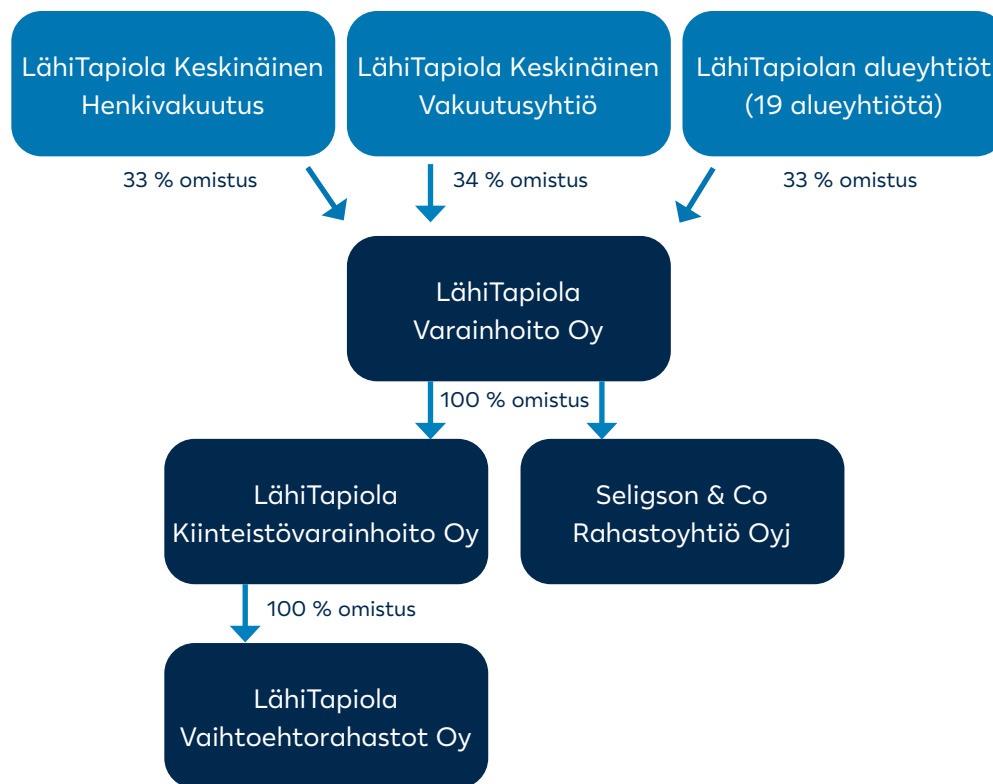 LähiTapiola Keskinäinen
Henkivakuutus
LähiTapiola Keskinäinen
Vakuutusyhtiö
LähiTapiolan alueyhtiöt
(19 alueyhtiötä)
33 % omistus
34 % omistus
33 % omistus
LähiTapiola
Varainhoito Oy
100 % omistus
LähiTapiola
Kiinteistövarainhoito Oy
Seligson & Co
Rahastoyhtiö Oyj
100 % omistus
LähiTapiola
Vaihtoehtorahastot Oy